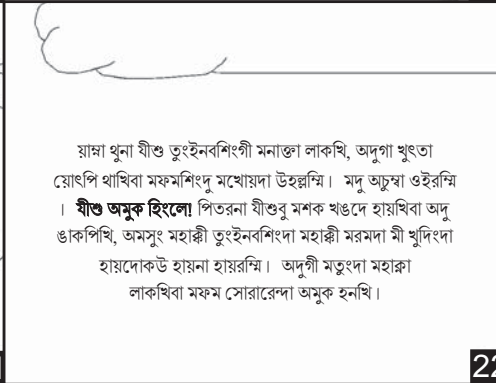 য়াম্না থুনা যীশু তুংইনবশিংগী মনাক্তা লাকখি, অদুগা খুৎতা
য়োৎপি থাখিবা মফমশিংদু মখোয়দা উহল্লম্মি। মদু অচুম্বা ওইরম্মি
। যীশু অমুক হিংলে! পিতরনা যীশুবু মশক খঙদে হায়খিবা অদু
ঙাকপিখি, অমসুং মহাক্কী তুংইনবশিংদা মহাক্কী মরমদা মী খুদিংদা
হায়দোকউ হায়না হায়রম্মি। অদুগী মতুংদা মহাক্না
লাকখিবা মফম সোরারেন্দা অমুক হনখি।